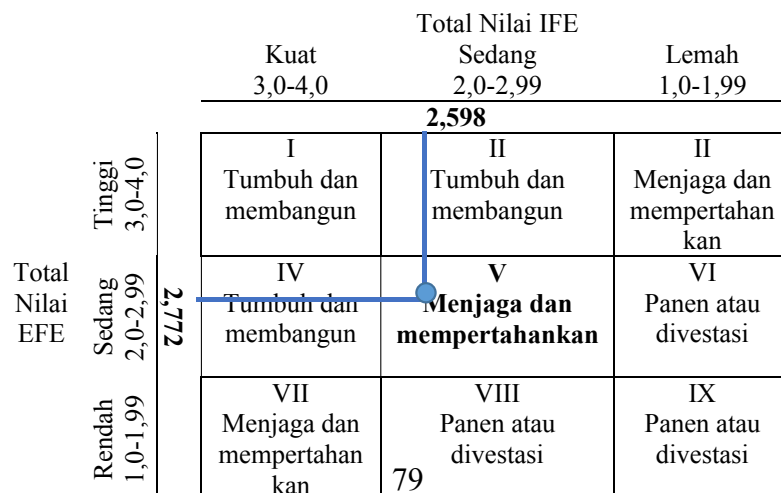 Total Nilai IFE
Kuat Sedang Lemah
3,0-4,0 2,0-2,99 1,0-1,99
2,598
Total
Nilai
EFE
Tinggi
3,0-4,0
I
Tumbuh dan
membangun
II
Tumbuh dan
membangun
II
Menjaga dan
mempertahan
kan
Sedang
2,0-2,99
2,772
IV
Tumbuh dan
membangun
V
Menjaga dan
mempertahankan
VI
Panen atau
divestasi
Rendah
1,0-1,99
VII
Menjaga dan
mempertahan
kan
VIII
Panen atau
divestasi
IX
Panen atau
divestasi
79